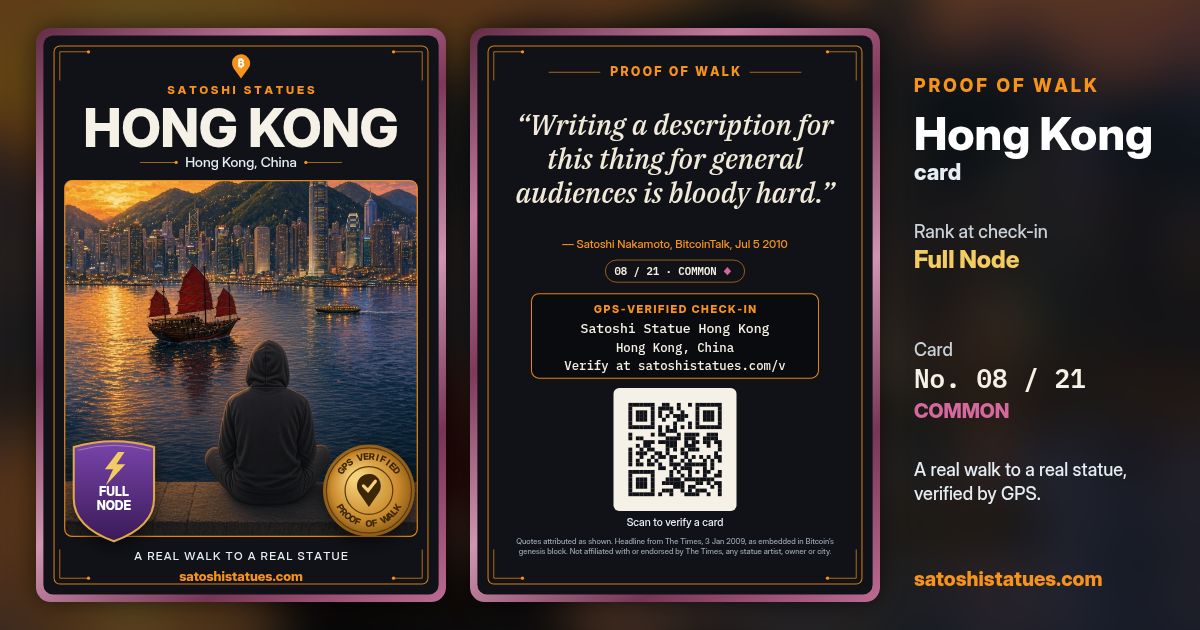 SATOSHI STATUES
HONG KONG
Hong Kong, China
FULL
NODE
GPS VERIFIED
PROOF OF WALK
A REAL WALK TO A REAL STATUE
satoshistatues.com
PROOF OF WALK
“Writing a description for
this thing for general
audiences is bloody hard.”
— Satoshi Nakamoto, BitcoinTalk, Jul 5 2010
08 / 21 · COMMON
GPS-VERIFIED CHECK-IN
Satoshi Statue Hong Kong
Hong Kong, China
Verify at satoshistatues.com/v
Scan to verify a card
Quotes attributed as shown. Headline from The Times, 3 Jan 2009, as embedded in Bitcoin's
genesis block. Not affiliated with or endorsed by The Times, any statue artist, owner or city.
PROOF OF WALK
Hong Kong
card
Rank at check-in
Full Node
Card
No. 08 / 21
COMMON
A real walk to a real statue,
verified by GPS.
satoshistatues.com